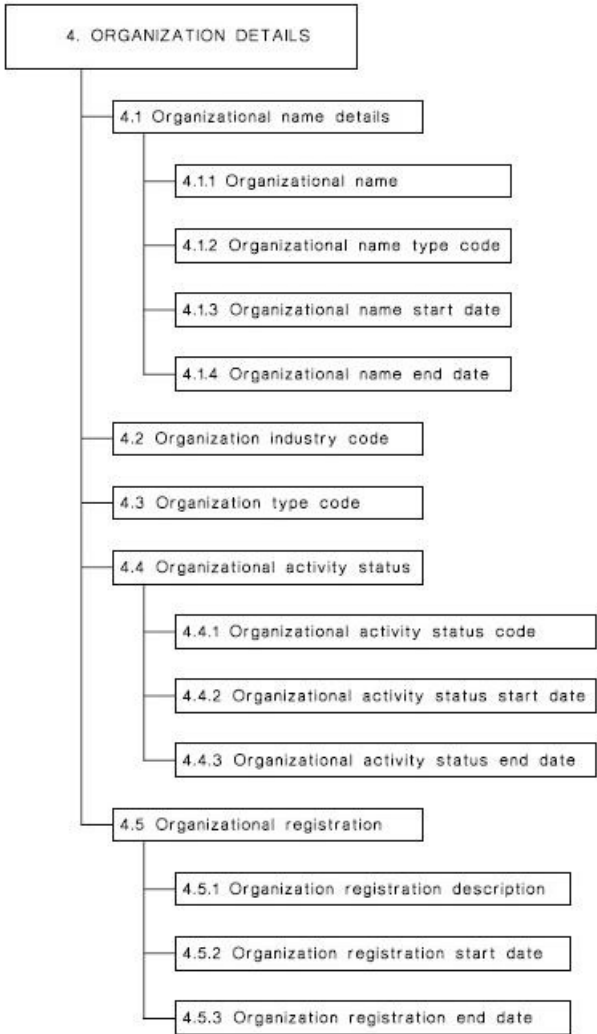 4. ORGANIZATION DETAILS
4.1 Organizational name details
4.1.1 Organizational name
4.1.2 Organizational name type code
4.1.3 Organizational name start date
4.1.4 Organizational name end date
4.2 Organization industry code
4.3 Organization type code
4.4 Organizational activity status
4.4.1 Organizational activity status code
4.4.2 Organizational activity status start date
4.4.3 Organizational activity status end date
4.5 Organizational registration
4.5.1 Organization registration description
4.5.2 Organization registration start date
4.5.3 Organization registration end date